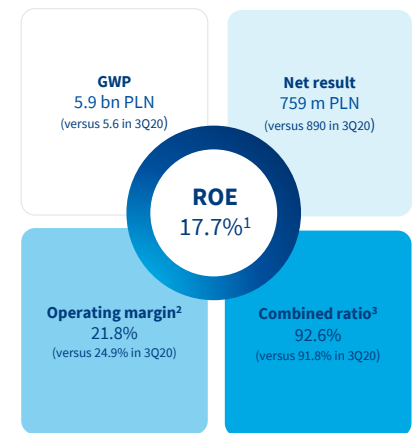 GWP
5.9 bn PLN
(versus 5.6 in 3Q20)
Net result
759 m PLN
(versus 890 in 3Q20)
ROE
17.7%¹
Operating margin²
21.8%
(versus 24.9% in 3Q20)
Combined ratio³
92.6%
(versus 91.8% in 3Q20)